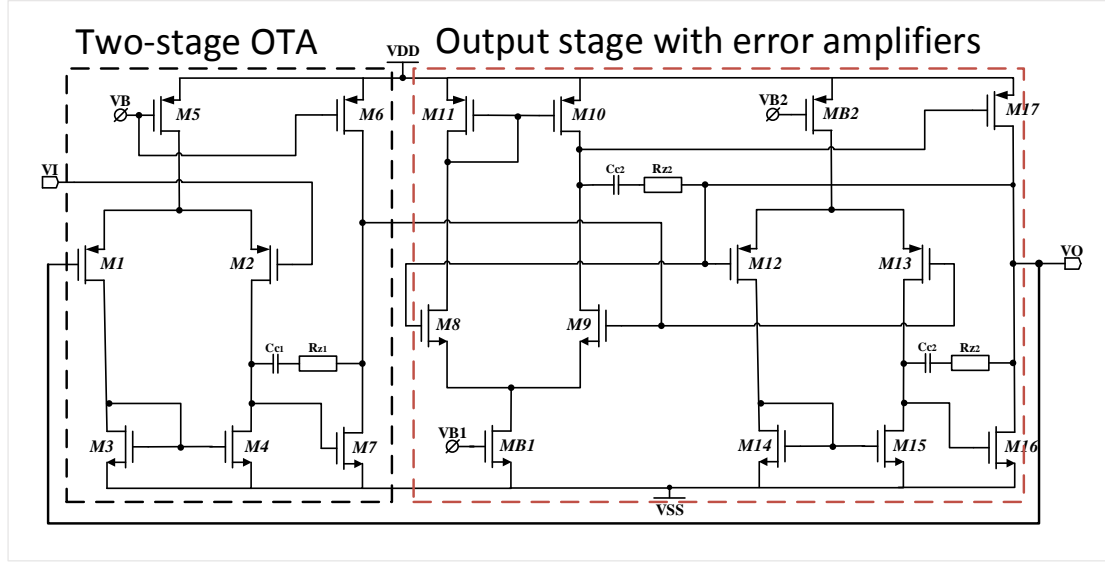 Two-stage OTA
Output stage with error amplifiers
VDD
VB
M5
M6
M11
M10
VB2
MB2
M17
VI
Cc2
Rz2
M1
M2
M12
M13
VO
M8
M9
Cc1
Rz1
Cc2
Rz2
M3
M4
M7
VB1
MB1
M14
M15
M16
VSS